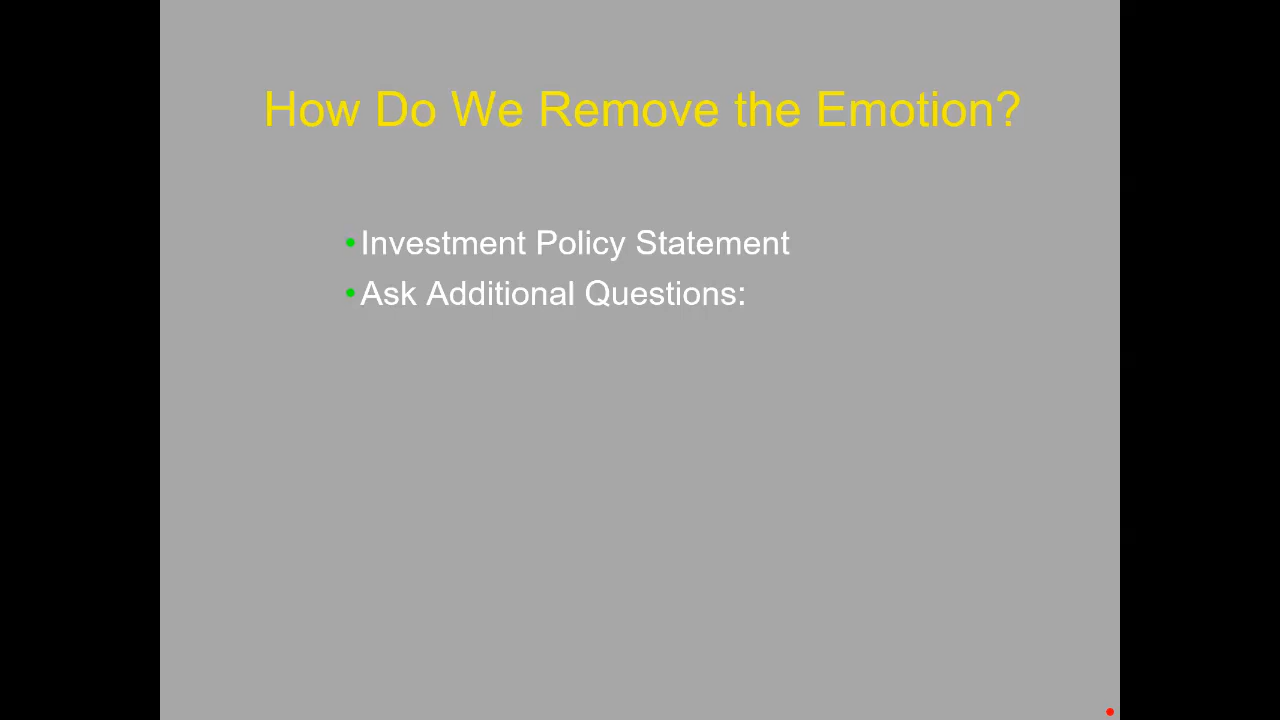 How Do We Remove the Emotion?
•Investment Policy Statement
•Ask Additional Questions: